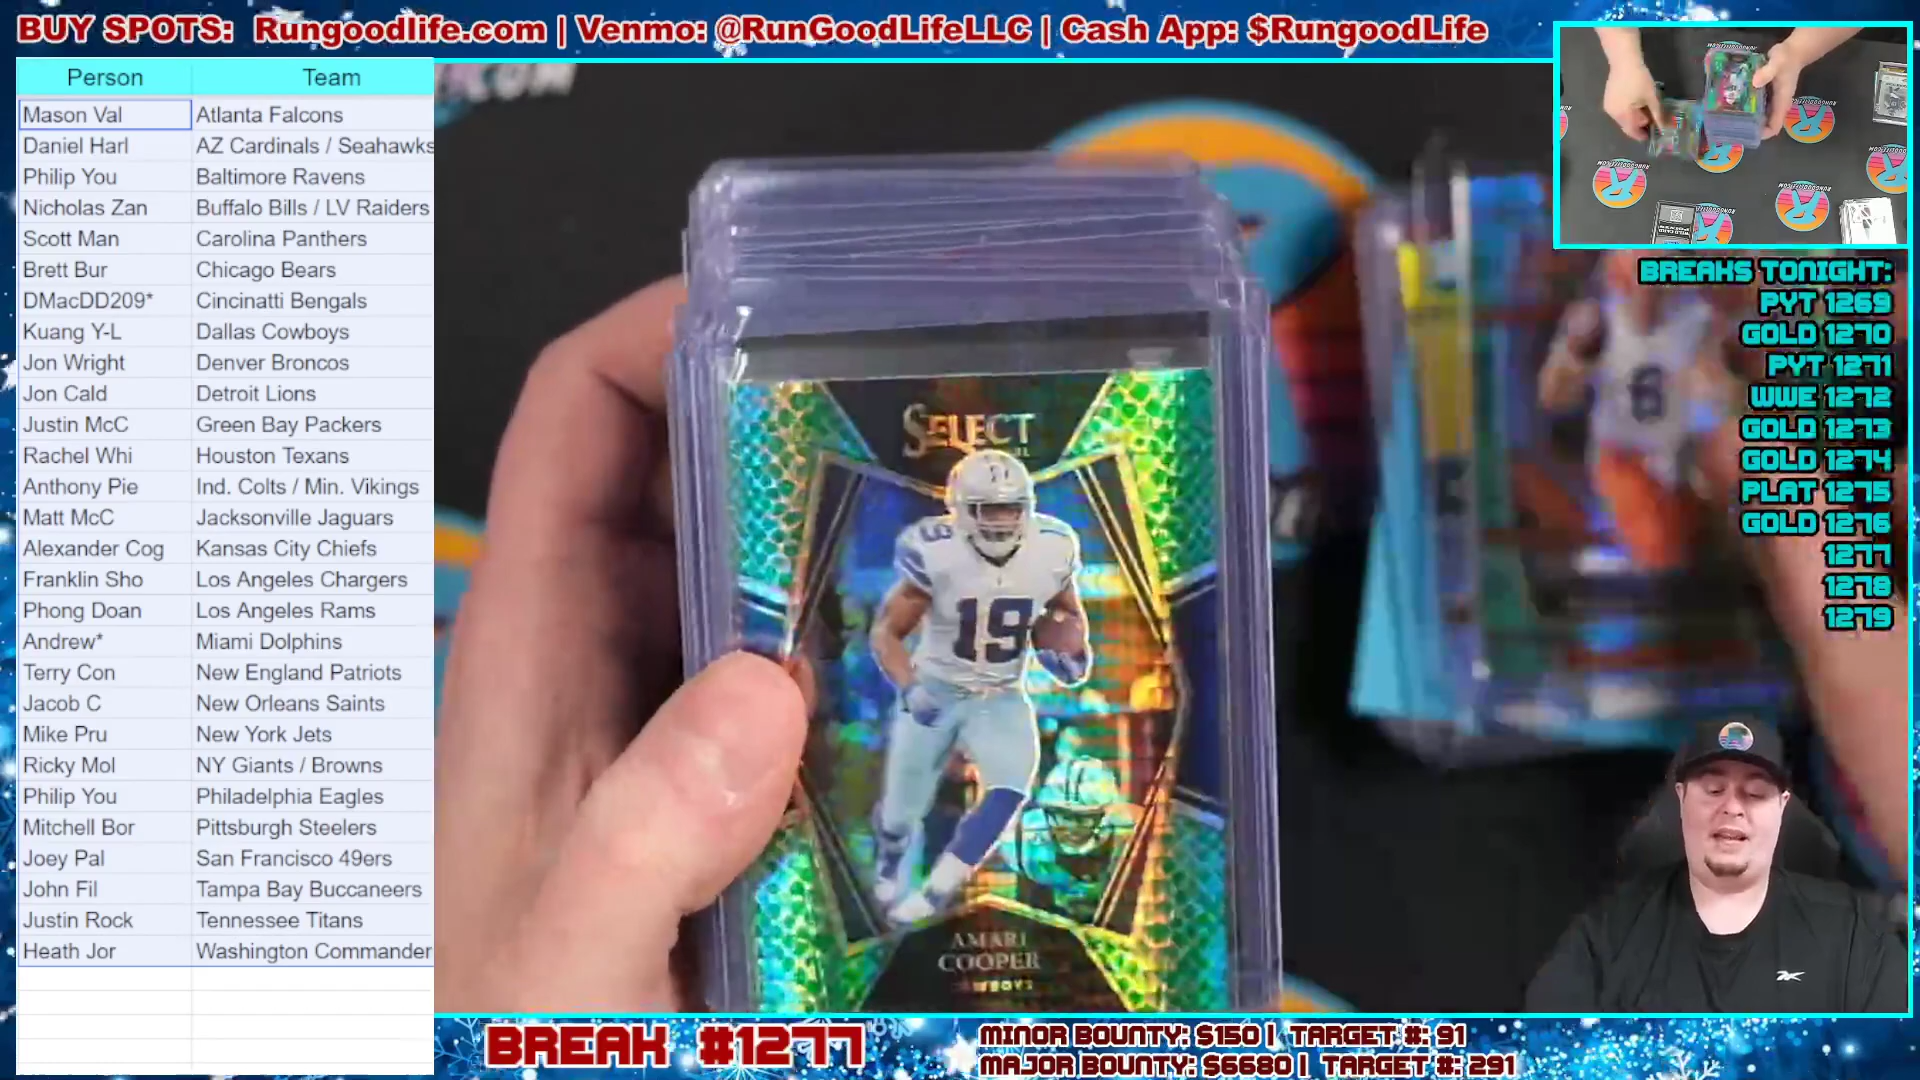 BUY SPOTS: Rungoodlife.com | Venmo: @RunGoodLifeLLC | Cash App: $RungoodLife
Person Team
Mason Val Atlanta Falcons
Daniel Harl AZ Cardinals / Seahawks
Philip You Baltimore Ravens
Nicholas Zan Buffalo Bills / LV Raiders
Scott Man Carolina Panthers
Brett Bur Chicago Bears
DMacDD209* Cincinatti Bengals
Kuang Y-L Dallas Cowboys
Jon Wright Denver Broncos
Jon Cald Detroit Lions
Justin McC Green Bay Packers
Rachel Whi Houston Texans
Anthony Pie Ind. Colts / Min. Vikings
Matt McC Jacksonville Jaguars
Alexander Cog Kansas City Chiefs
Franklin Sho Los Angeles Chargers
Phong Doan Los Angeles Rams
Andrew* Miami Dolphins
Terry Con New England Patriots
Jacob C New Orleans Saints
Mike Pru New York Jets
Ricky Mol NY Giants / Browns
Philip You Philadelphia Eagles
Mitchell Bor Pittsburgh Steelers
Joey Pal San Francisco 49ers
John Fil Tampa Bay Buccaneers
Justin Rock Tennessee Titans
Heath Jor Washington Commander
SELECT
19
19
AMARI
COOPER
COWBOYS
8
BREAKS TONIGHT:
PYT 1269
GOLD 1270
PYT 1271
WWE 1272
GOLD 1273
GOLD 1274
PLAT 1275
GOLD 1276
1277
1278
1279
BREAK #1277
MINOR BOUNTY: $150 | TARGET #: 91
MAJOR BOUNTY: $6680 | TARGET #: 291